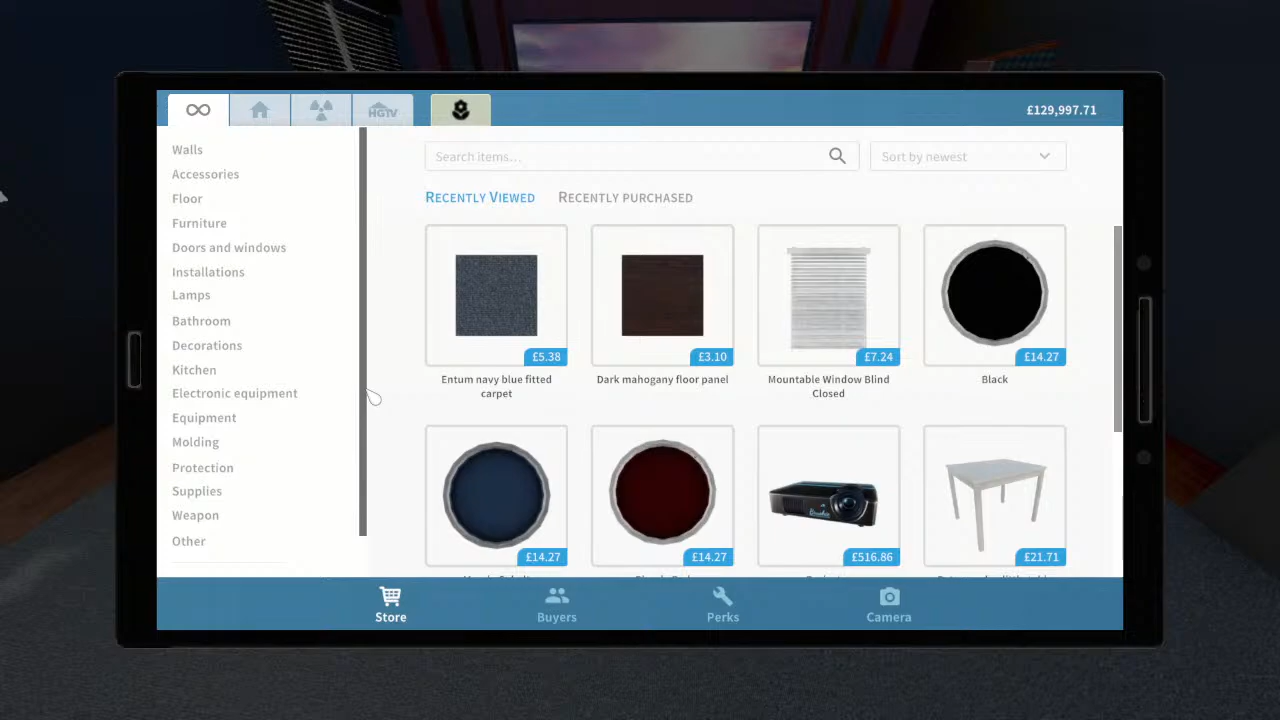 HGTV
£129,997.71
Walls
Accessories
Floor
Furniture
Doors and windows
Installations
Lamps
Bathroom
Decorations
Kitchen
Electronic equipment
Equipment
Molding
Protection
Supplies
Weapon
Other
Search items...
Sort by newest
RECENTLY VIEWED
RECENTLY PURCHASED
£5.38
£3.10
£7.24
£14.27
Entum navy blue fitted
carpet
Dark mahogany floor panel
Mountable Window Blind
Closed
Black
£14.27
£14.27
£516.86
£21.71
Store
Buyers
Perks
Camera